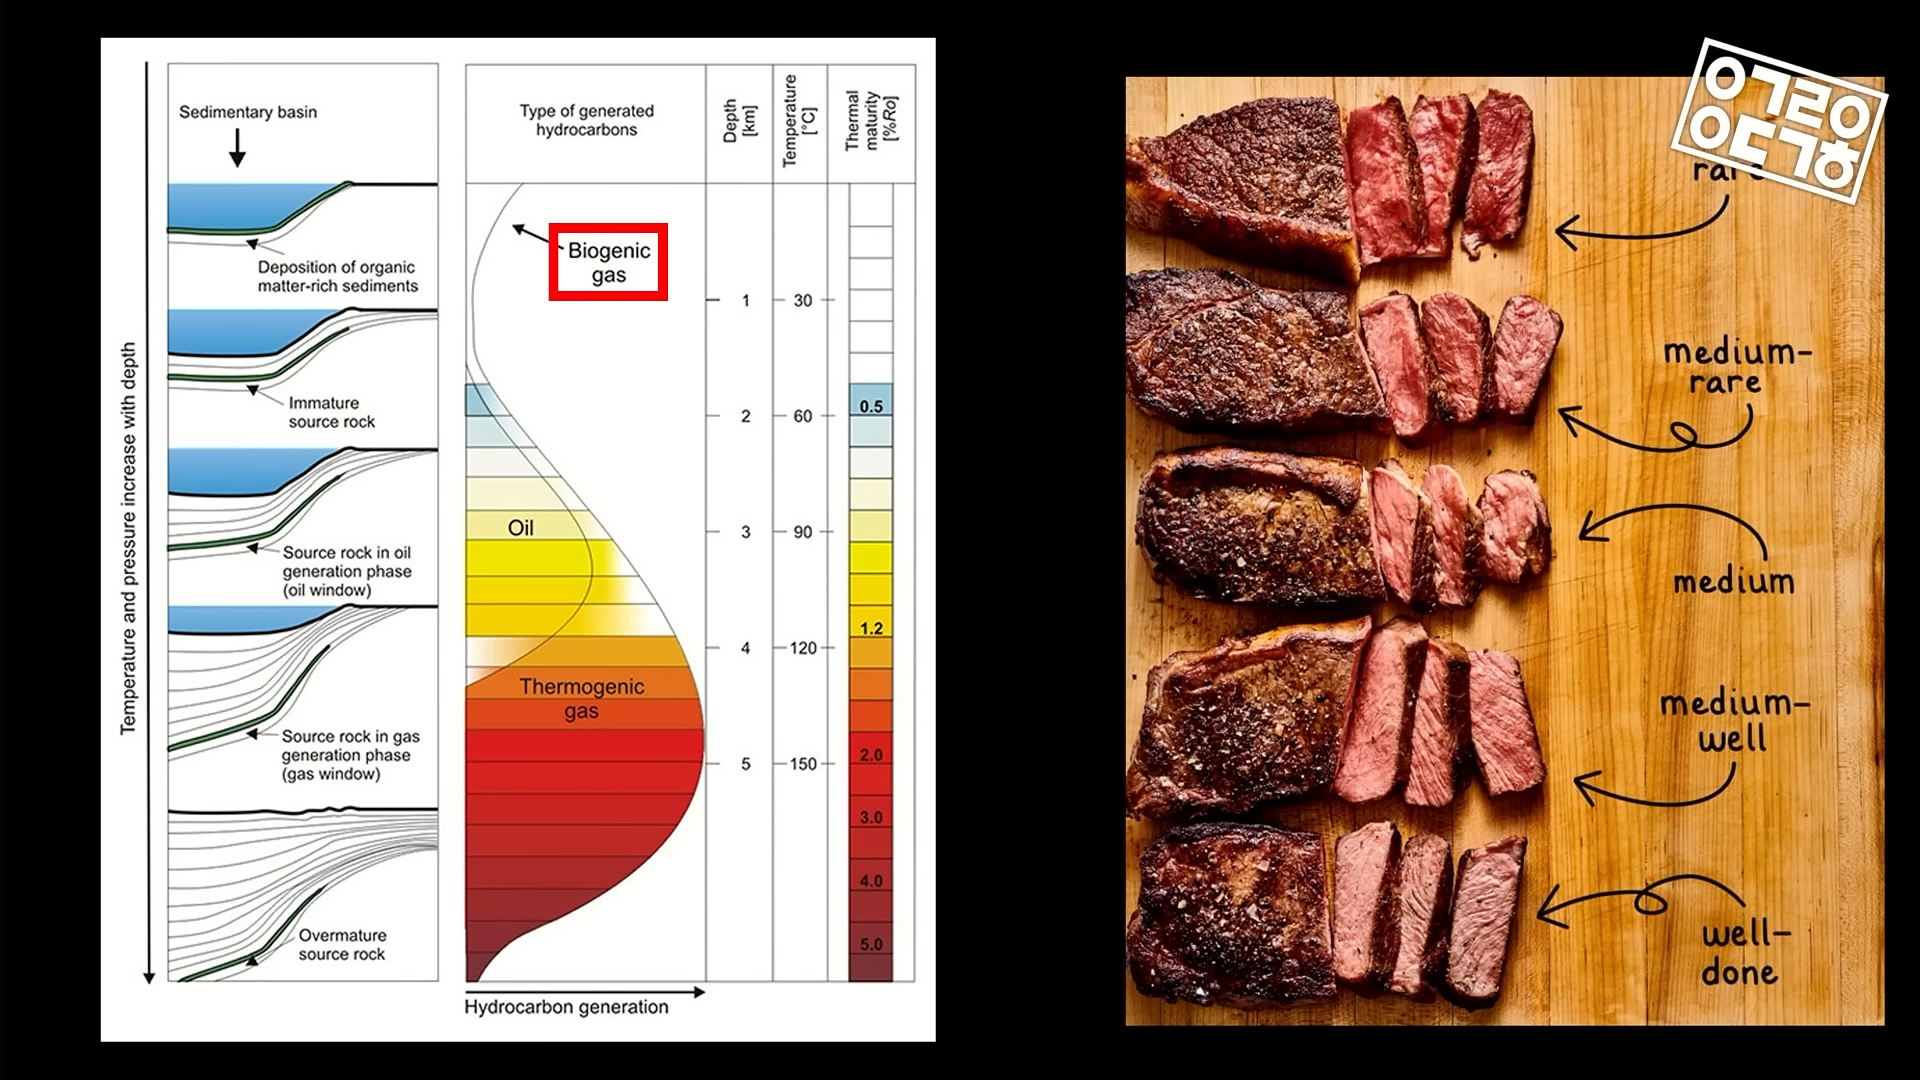 Sedimentary basin
Deposition of organic
matter-rich sediments
Immature
source rock
Source rock in oil
generation phase
(oil window)
Source rock in gas
generation phase
(gas window)
Overmature
source rock
Temperature and pressure increase with depth
Type of generated
hydrocarbons
Depth
[km]
Temperature
[°C]
Thermal
maturity
[%Ro]
Biogenic
gas
Oil
Thermogenic
gas
1
2
3
4
5
30
60
90
120
150
0.5
1.2
2.0
3.0
4.0
5.0
Hydrocarbon generation
rare
medium-
rare
medium
medium-
well
well-
done